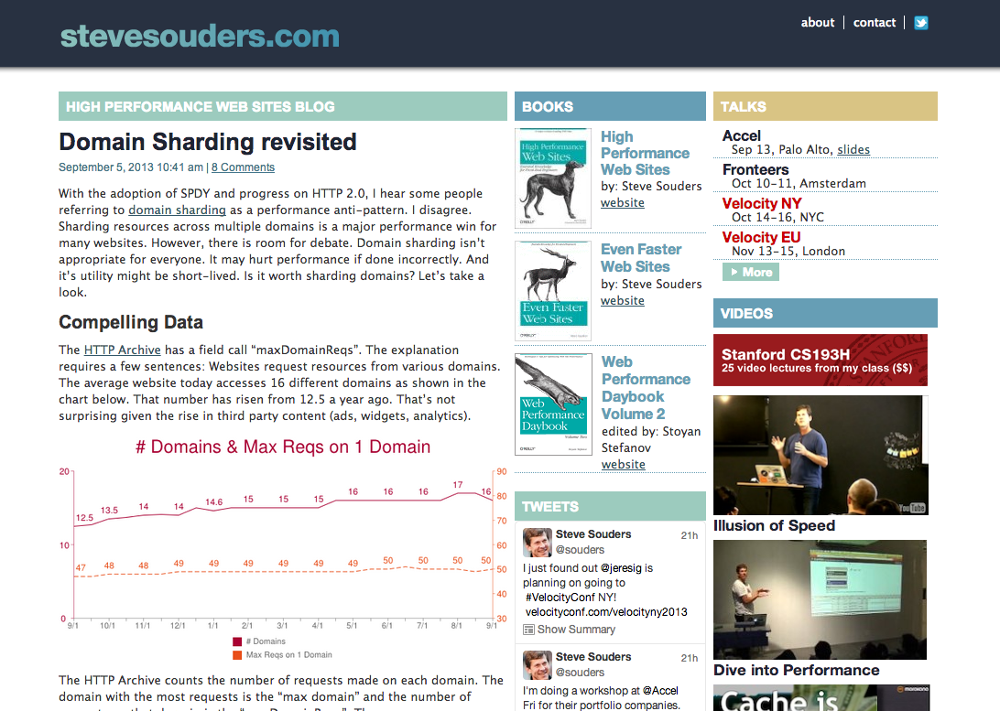 stevesouders.com
about
contact
HIGH PERFORMANCE WEB SITES BLOG
Domain Sharding revisited
September 5, 2013 10:41 am | 8 Comments
With the adoption of SPDY and progress on HTTP 2.0, I hear some people
referring to domain sharding as a performance anti-pattern. I disagree.
Sharding resources across multiple domains is a major performance win for
many websites. However, there is room for debate. Domain sharding isn't
appropriate for everyone. It may hurt performance if done incorrectly. And
it's utility might be short-lived. Is it worth sharding domains? Let's take a
look.
Compelling Data
The HTTP Archive has a field call “maxDomainReqs”. The explanation
requires a few sentences: Websites request resources from various domains.
The average website today accesses 16 different domains as shown in the
chart below. That number has risen from 12.5 a year ago. That's not
surprising given the rise in third party content (ads, widgets, analytics).
# Domains & Max Reqs on 1 Domain
20
10
0
90
80
70
60
50
40
30
12.5 13.5 14 14 14.6 15 15 15 16 16 16 17 16
47 48 48 49 49 49 49 49 49 50 50 50 50
9/1 10/1 11/1 12/1 1/1 2/1 3/1 4/1 5/1 6/1 7/1 8/1 9/1
# Domains
Max Reqs on 1 Domain
The HTTP Archive counts the number of requests made on each domain. The
domain with the most requests is the “max domain” and the number of
BOOKS
High Performance
Web Sites
O'REILLY
High
Performance
Web Sites
by: Steve Souders
website
Even Faster
Web Sites
Even Faster
Web Sites
by: Steve Souders
website
Web
Performance
Daybook
O'REILLY
Web
Performance
Daybook
Volume 2
edited by: Stoyan
Stefanov
website
TWEETS
Steve Souders 21h
@souders
I just found out @jeresig is
planning on going to
#VelocityConf NY!
velocityconf.com/velocityny2013
Show Summary
Steve Souders 21h
@souders
I'm doing a workshop at @Accel
Fri for their portfolio companies.
TALKS
Accel
Sep 13, Palo Alto, slides
Fronteers
Oct 10-11, Amsterdam
Velocity NY
Oct 14-16, NYC
Velocity EU
Nov 13-15, London
More
VIDEOS
Stanford CS193H
25 video lectures from my class ($$)
YouTube
Illusion of Speed
Dive into Performance
Cache is